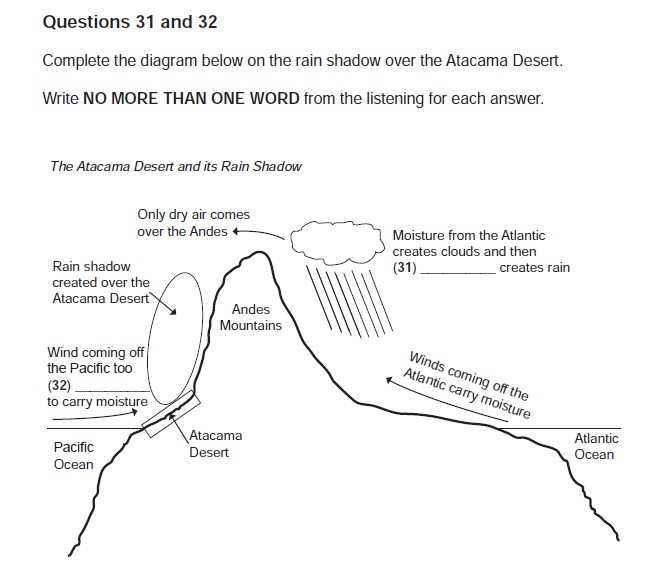 Questions 31 and 32
Complete the diagram below on the rain shadow over the Atacama Desert.
Write NO MORE THAN ONE WORD from the listening for each answer.
The Atacama Desert and its Rain Shadow
Only dry air comes
over the Andes
Moisture from the Atlantic
creates clouds and then
(31) __________ creates rain
Rain shadow
created over the
Atacama Desert
Andes
Mountains
Wind coming off
the Pacific too
(32) __________
to carry moisture
Winds coming off the
Atlantic carry moisture
Atacama
Desert
Pacific
Ocean
Atlantic
Ocean